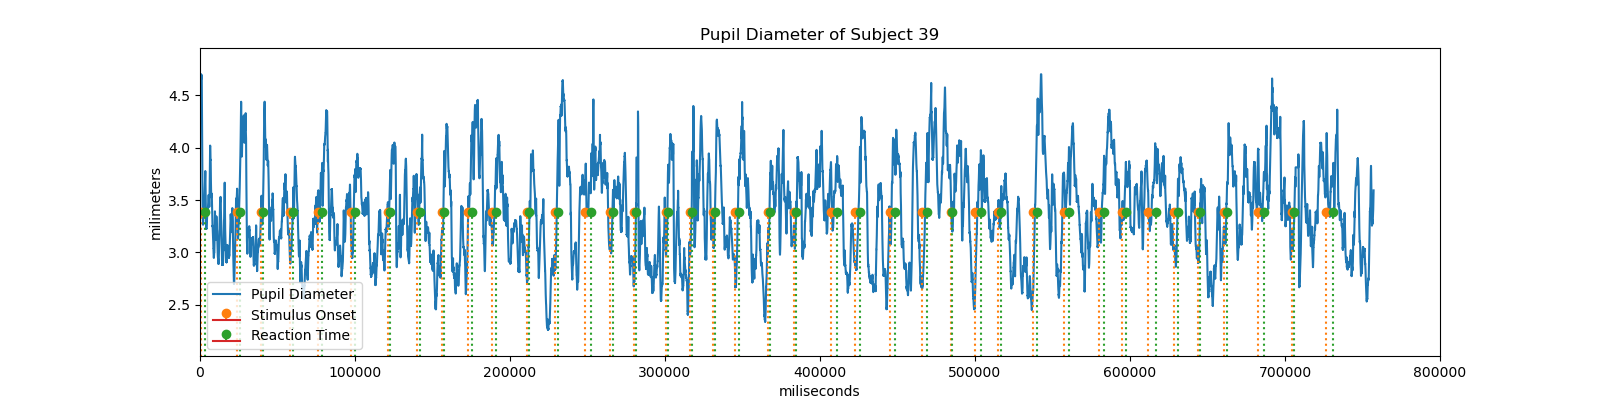 Pupil Diameter of Subject 39
milimeters
4.5
4.0
3.5
3.0
2.5
Pupil Diameter
Stimulus Onset
Reaction Time
0 100000 200000 300000 400000 500000 600000 700000 800000
miliseconds